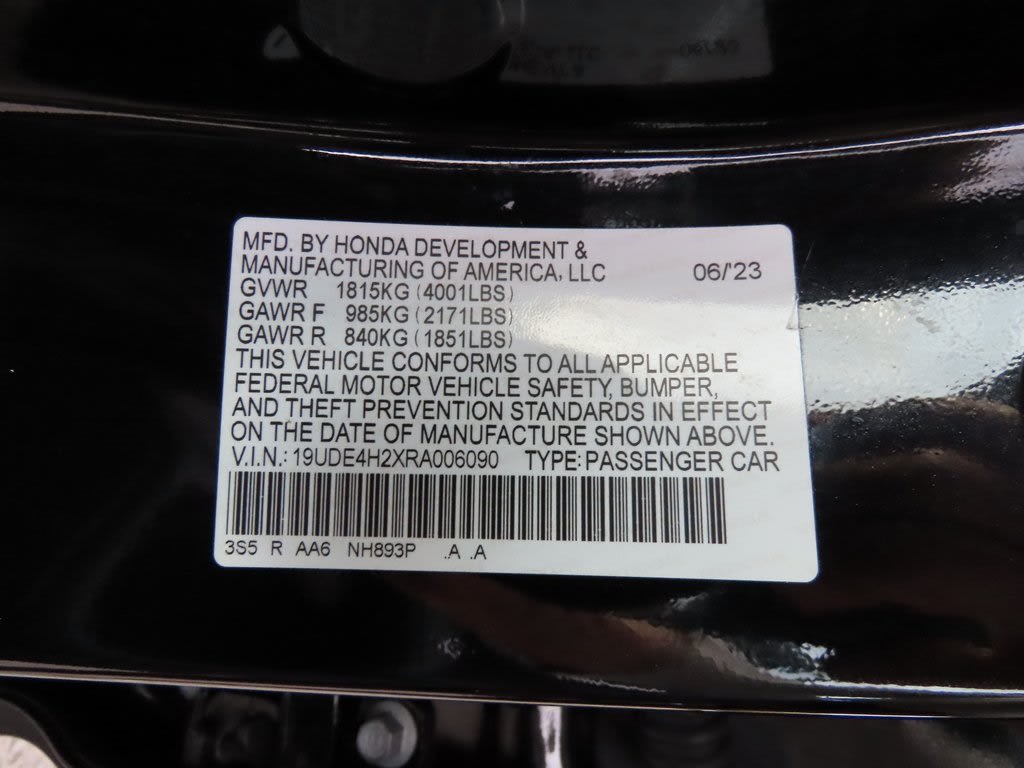 MFD. BY HONDA DEVELOPMENT &
MANUFACTURING OF AMERICA, LLC 06/'23
GVWR 1815KG (4001LBS)
GAWR F 985KG (2171LBS)
GAWR R 840KG (1851LBS)
THIS VEHICLE CONFORMS TO ALL APPLICABLE
FEDERAL MOTOR VEHICLE SAFETY, BUMPER,
AND THEFT PREVENTION STANDARDS IN EFFECT
ON THE DATE OF MANUFACTURE SHOWN ABOVE.
V.I.N.: 19UDE4H2XRA006090 TYPE: PASSENGER CAR
3S5 R AA6 NH893P .A .A